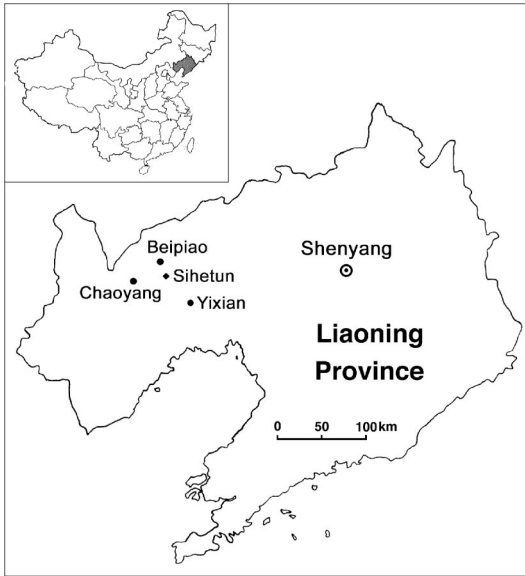 Beipiao
Shenyang
Sihetun
Chaoyang
Yixian
Liaoning
Province
0 50 100km